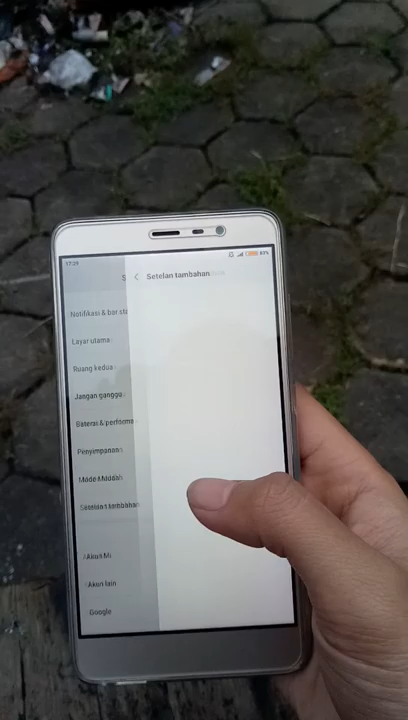 17:29
83%
Setelan tambahan
Notifikasi & bar sta
Layar utama
Ruang kedua
Jangan ganggu
Baterai & performa
Penyimpanan
Mode Mudah
Setelan tambahan
Akun Mi
Akun lain
Google